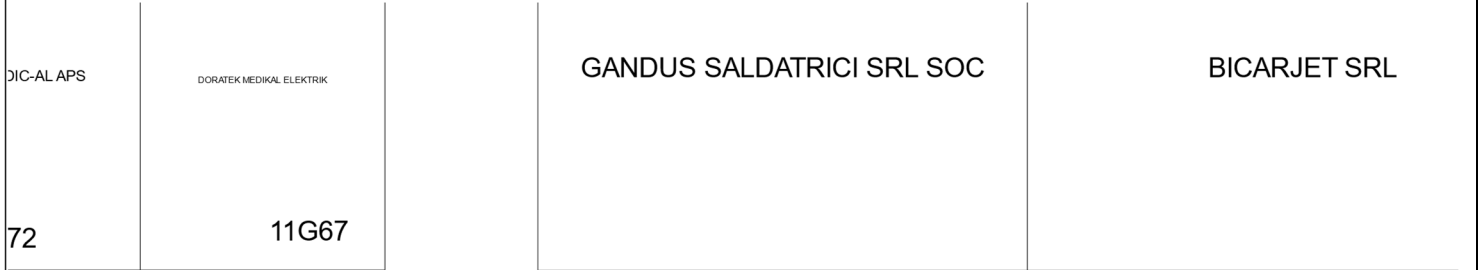 DIC-AL APS
72
DORATEK MEDIKAL ELEKTRIK
11G67
GANDUS SALDATRICI SRL SOC
BICARJET SRL